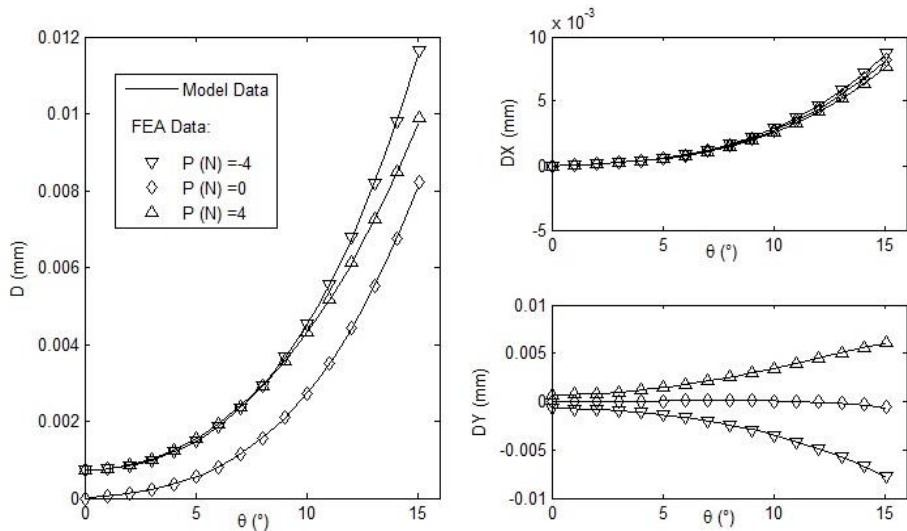 0.012
0.01
0.008
0.006
0.004
0.002
0
D (mm)
Model Data
FEA Data:
P (N) =-4
P (N) =0
P (N) =4
0 5 10 15
θ (°)
x 10⁻³
10
5
0
-5
DX (mm)
0 5 10 15
θ (°)
0.01
0.005
0
-0.005
-0.01
DY (mm)
0 5 10 15
θ (°)